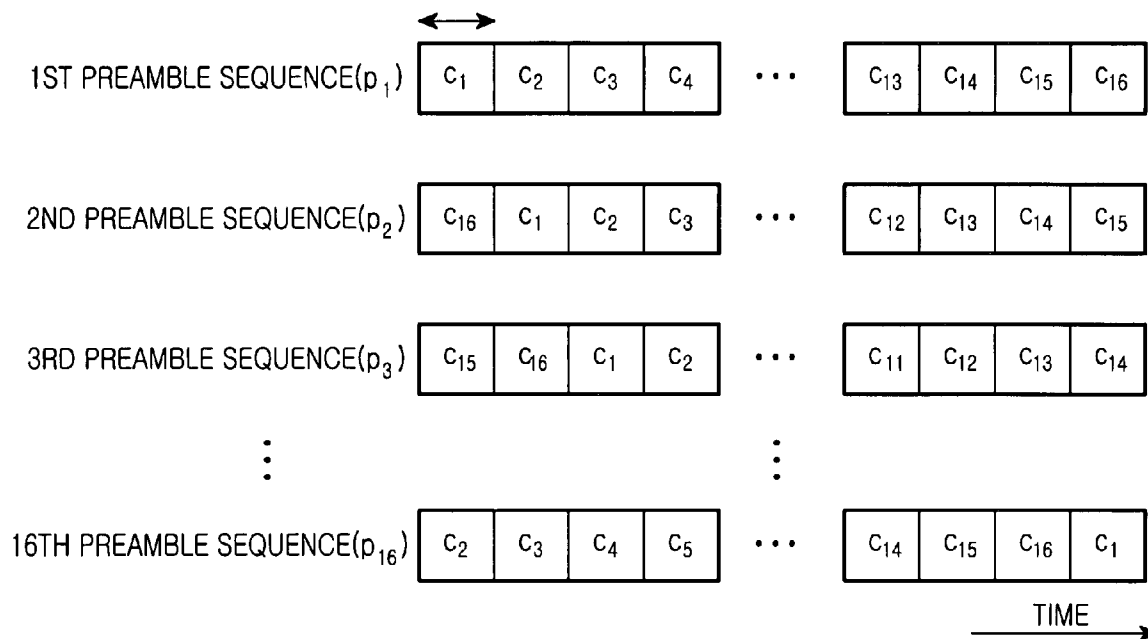 1ST PREAMBLE SEQUENCE(p1) C1 C2 C3 C4 ••• C13 C14 C15 C16
2ND PREAMBLE SEQUENCE(p2) C16 C1 C2 C3 ••• C12 C13 C14 C15
3RD PREAMBLE SEQUENCE(p3) C15 C16 C1 C2 ••• C11 C12 C13 C14
16TH PREAMBLE SEQUENCE(p16) C2 C3 C4 C5 ••• C14 C15 C16 C1
TIME